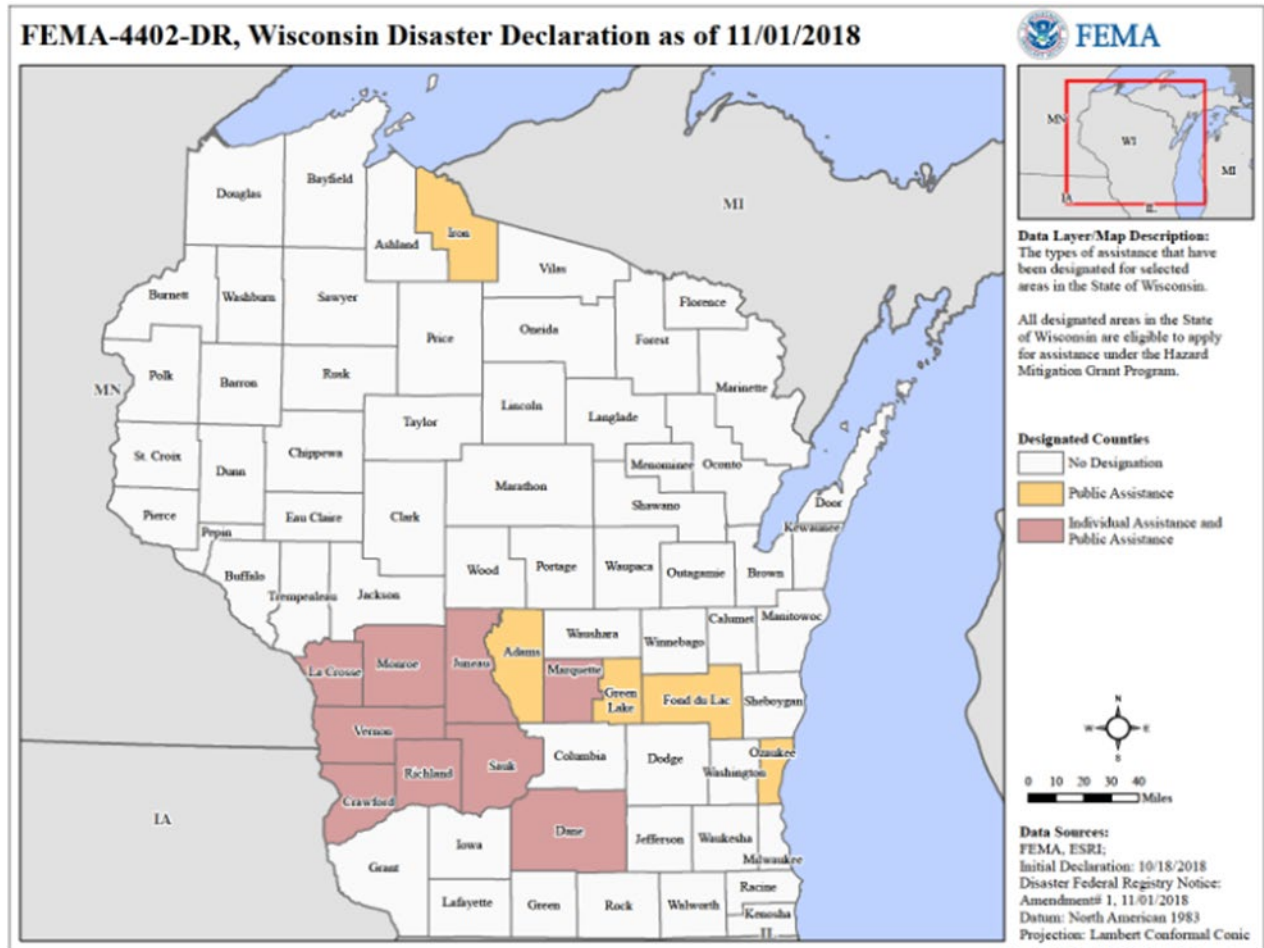 FEMA-4402-DR, Wisconsin Disaster Declaration as of 11/01/2018
FEMA
MN
WI
MI
IA
IL
Data Layer/Map Description:
The types of assistance that have
been designated for selected
areas in the State of Wisconsin.
All designated areas in the State
of Wisconsin are eligible to apply
for assistance under the Hazard
Mitigation Grant Program.
Designated Counties
No Designation
Public Assistance
Individual Assistance and
Public Assistance
N
W
E
S
0 10 20 30 40
Miles
Data Sources:
FEMA, ESRI;
Initial Declaration: 10/18/2018
Disaster Federal Registry Notice:
Amendment# 1, 11/01/2018
Datum: North American 1983
Projection: Lambert Conformal Conic
Douglas
Bayfield
Ashland
Iron
MI
Vilas
Burnett
Washburn
Sawyer
Price
Oneida
Forest
Florence
MN
Polk
Barron
Rusk
Taylor
Lincoln
Langlade
Marinette
St. Croix
Dunn
Chippewa
Marathon
Menominee
Oconto
Pierce
Pepin
Eau Claire
Clark
Shawano
Door
Kewaunee
Buffalo
Trempealeau
Jackson
Wood
Portage
Waupaca
Outagamie
Brown
La Crosse
Monroe
Juneau
Adams
Waushara
Winnebago
Calumet
Manitowoc
Marquette
Green
Lake
Fond du Lac
Sheboygan
Vernon
Richland
Sauk
Columbia
Dodge
Washington
Ozaukee
Crawford
IA
Grant
Iowa
Dane
Jefferson
Waukesha
Milwaukee
Lafayette
Green
Rock
Walworth
Racine
Kenosha
IL